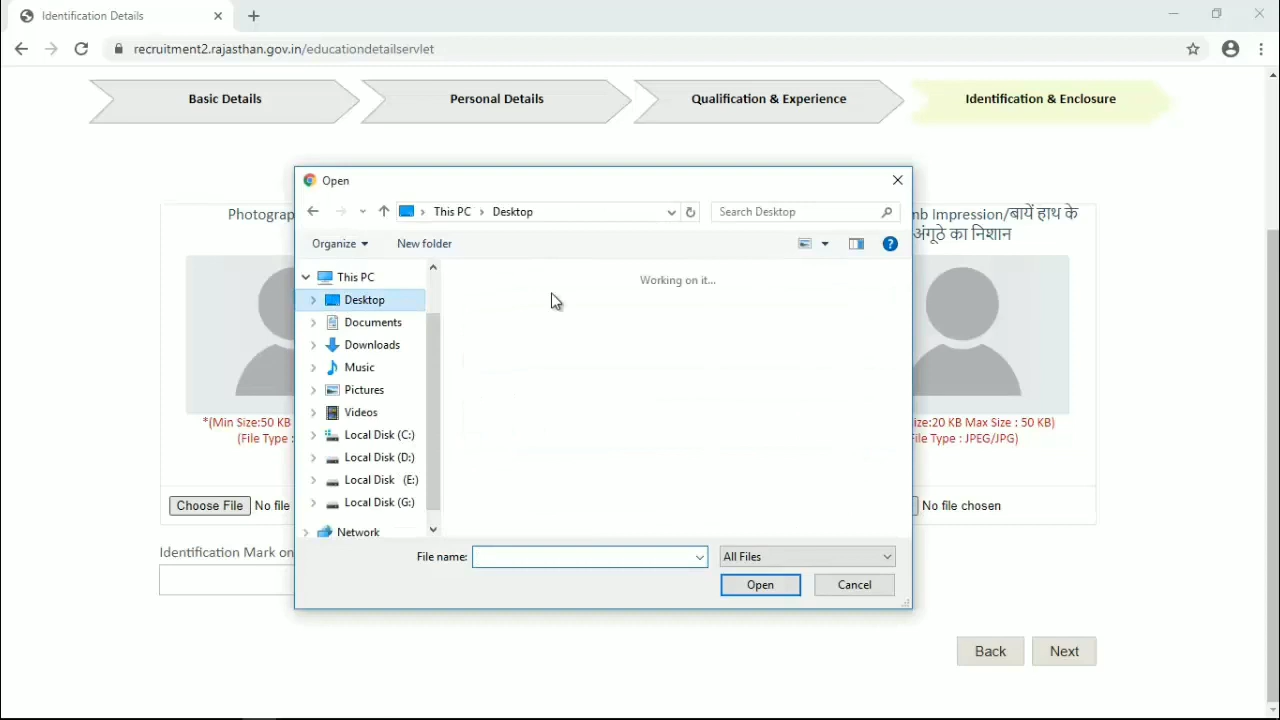 Identification Details
recruitment2.rajasthan.gov.in/educationdetailservlet
Basic Details
Personal Details
Qualification & Experience
Identification & Enclosure
Open
This PC
Desktop
Search Desktop
Organize
New folder
This PC
Desktop
Documents
Downloads
Music
Pictures
Videos
Local Disk (C:)
Local Disk (D:)
Local Disk (E:)
Local Disk (G:)
Network
Working on it...
File name:
All Files
Open
Cancel
*(Min Size:50 KB
(File Type :
Choose File No file
Identification Mark on
Impression/बायें हाथ के
अंगूठे का निशान
20 KB Max Size : 50 KB)
Type : JPEG/JPG)
No file chosen
Back
Next